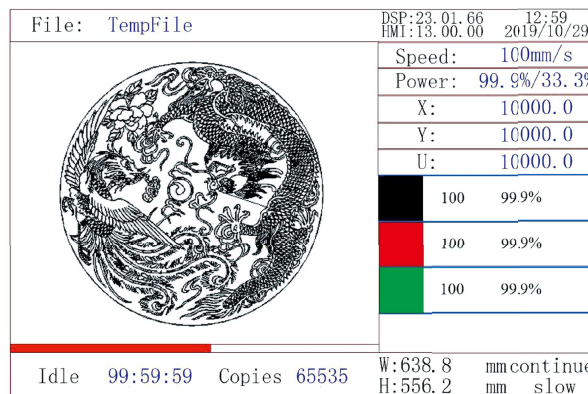 File: TempFile
DSP:23.01.66 12:59
HMI:13.00.00 2019/10/29
Speed: 100mm/s
Power: 99.9%/33.3%
X: 10000.0
Y: 10000.0
U: 10000.0
100 99.9%
100 99.9%
100 99.9%
Idle 99:59:59 Copies 65535
W:638.8 mm continue
H:556.2 mm slow